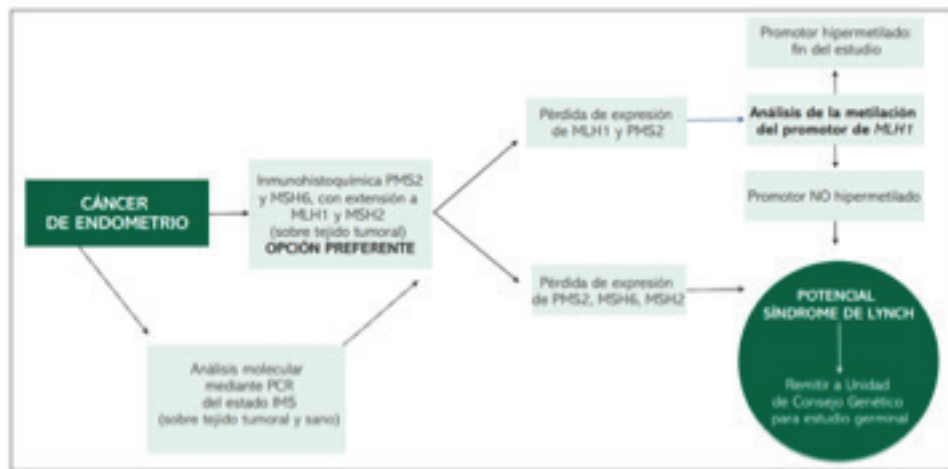 Promotor hipermetilado:
fin del estudio
Pérdida de expresión
de MLH1 y PMS2
Análisis de la metilación
del promotor de MLH1
Inmunohistoquímica PMS2
y MSH6, con extensión a
MLH1 y MSH2
(sobre tejido tumoral)
OPCIÓN PREFERENTE
CÁNCER
DE ENDOMETRIO
Promotor NO hipermetilado
Pérdida de expresión
de PMS2, MSH6, MSH2
POTENCIAL
SÍNDROME DE LYNCH
Remitir a Unidad
de Consejo Genético
para estudio germinal
Análisis molecular
mediante PCR
del estado IMS
(sobre tejido tumoral y sano)